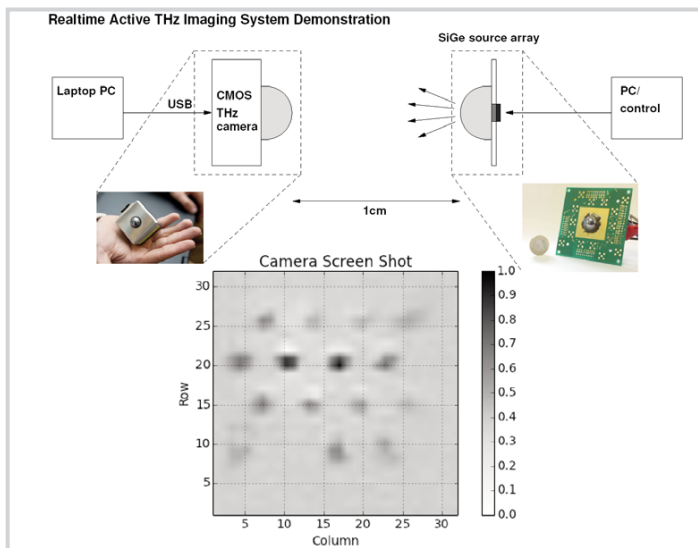 Realtime Active THz Imaging System Demonstration
SiGe source array
Laptop PC
USB
CMOS
THz
camera
PC/
control
1cm
Camera Screen Shot
Row
30
25
20
15
10
5
5 10 15 20 25 30
Column
1.0
0.9
0.8
0.7
0.6
0.5
0.4
0.3
0.2
0.1
0.0